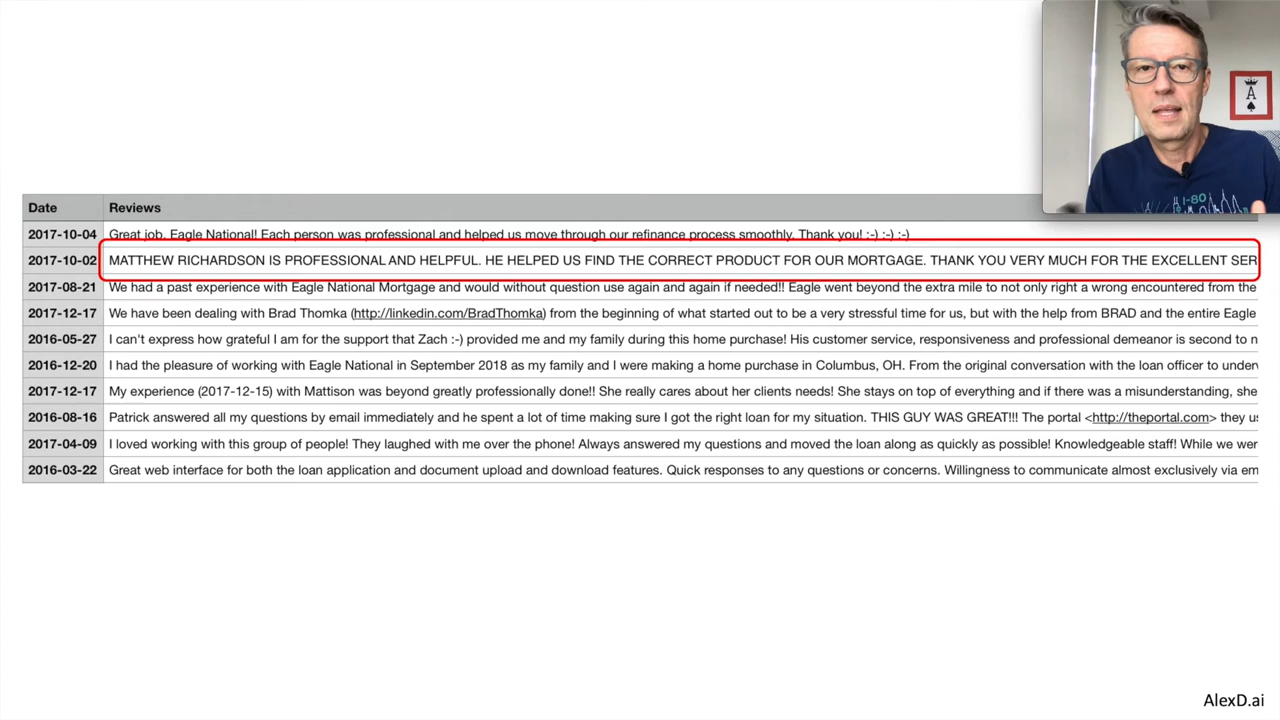 A
I-80
Date Reviews
2017-10-04 Great job, Eagle National! Each person was professional and helped us move through our refinance process smoothly. Thank you! :-) :-) :-)
2017-10-02 MATTHEW RICHARDSON IS PROFESSIONAL AND HELPFUL. HE HELPED US FIND THE CORRECT PRODUCT FOR OUR MORTGAGE. THANK YOU VERY MUCH FOR THE EXCELLENT SER
2017-08-21 We had a past experience with Eagle National Mortgage and would without question use again and again if needed!! Eagle went beyond the extra mile to not only right a wrong encountered from the
2017-12-17 We have been dealing with Brad Thomka (http://linkedin.com/BradThomka) from the beginning of what started out to be a very stressful time for us, but with the help from BRAD and the entire Eagle
2016-05-27 I can't express how grateful I am for the support that Zach :-) provided me and my family during this home purchase! His customer service, responsiveness and professional demeanor is second to n
2016-12-20 I had the pleasure of working with Eagle National in September 2018 as my family and I were making a home purchase in Columbus, OH. From the original conversation with the loan officer to underv
2017-12-17 My experience (2017-12-15) with Mattison was beyond greatly professionally done!! She really cares about her clients needs! She stays on top of everything and if there was a misunderstanding, she
2016-08-16 Patrick answered all my questions by email immediately and he spent a lot of time making sure I got the right loan for my situation. THIS GUY WAS GREAT!!! The portal <http://theportal.com> they us
2017-04-09 I loved working with this group of people! They laughed with me over the phone! Always answered my questions and moved the loan along as quickly as possible! Knowledgeable staff! While we wer
2016-03-22 Great web interface for both the loan application and document upload and download features. Quick responses to any questions or concerns. Willingness to communicate almost exclusively via em
AlexD.ai